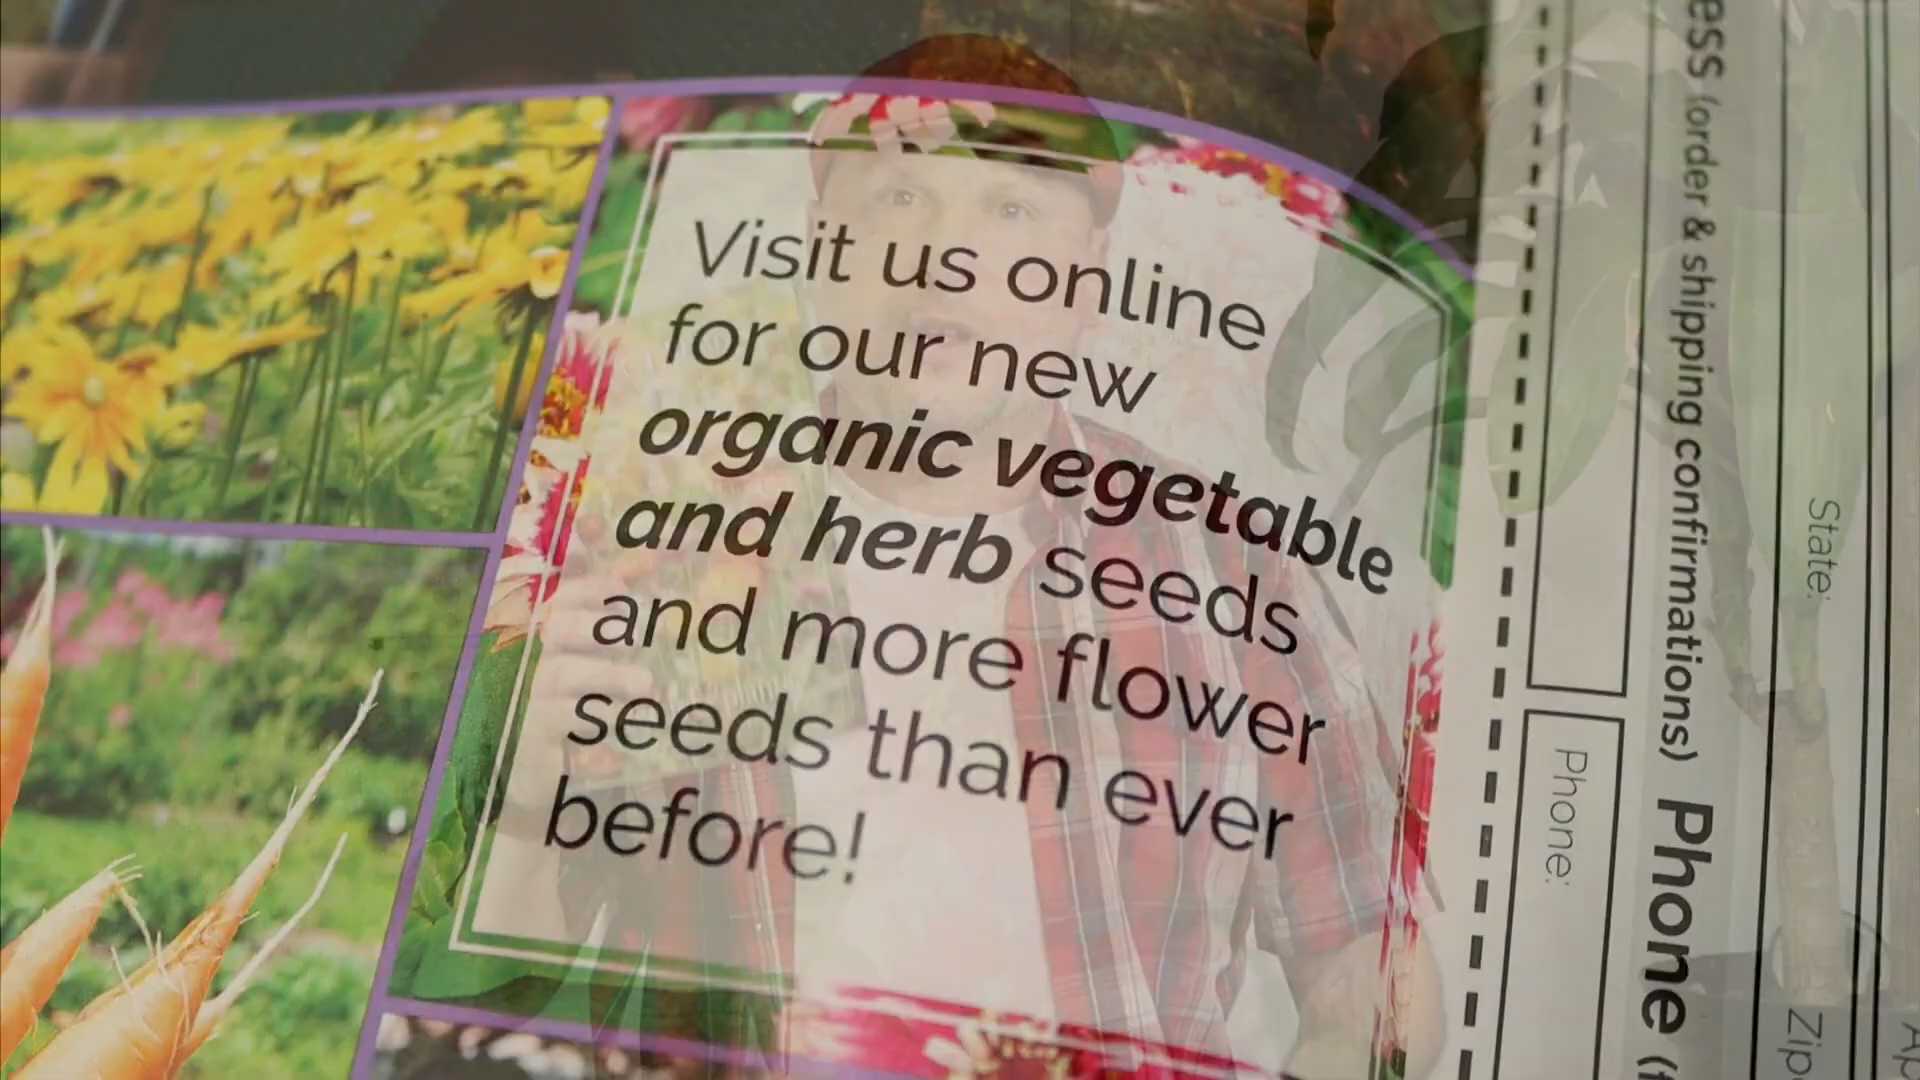 Visit us online
for our new
organic vegetable
and herb seeds
and more flower
seeds than ever
before!
Phone:
ess (order & shipping confirmations) Phone (
State:
Zip
Ap